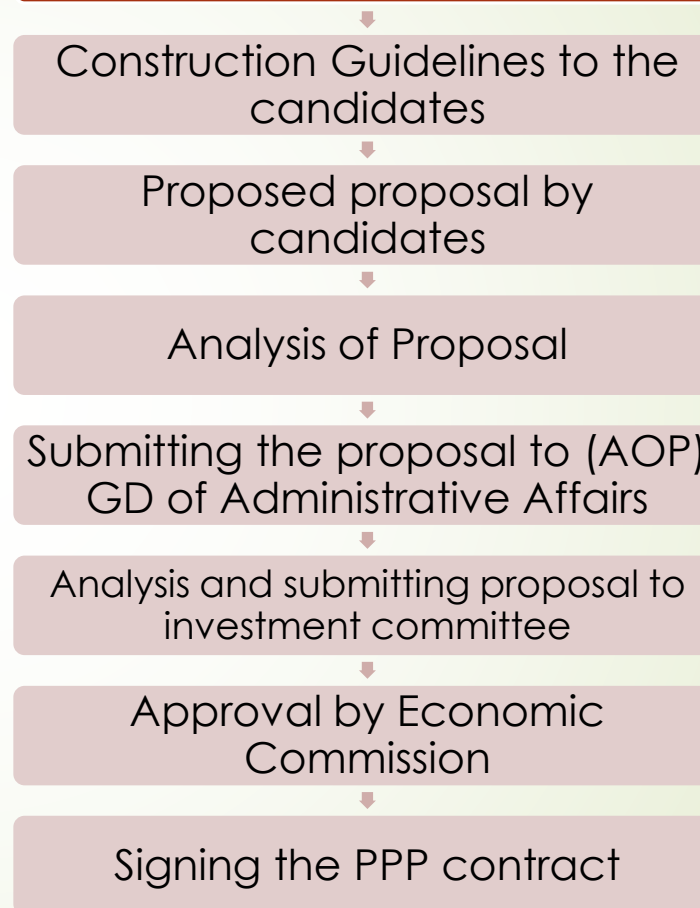 Construction Guidelines to the
candidates
Proposed proposal by
candidates
Analysis of Proposal
Submitting the proposal to (AOP)
GD of Administrative Affairs
Analysis and submitting proposal to
investment committee
Approval by Economic
Commission
Signing the PPP contract